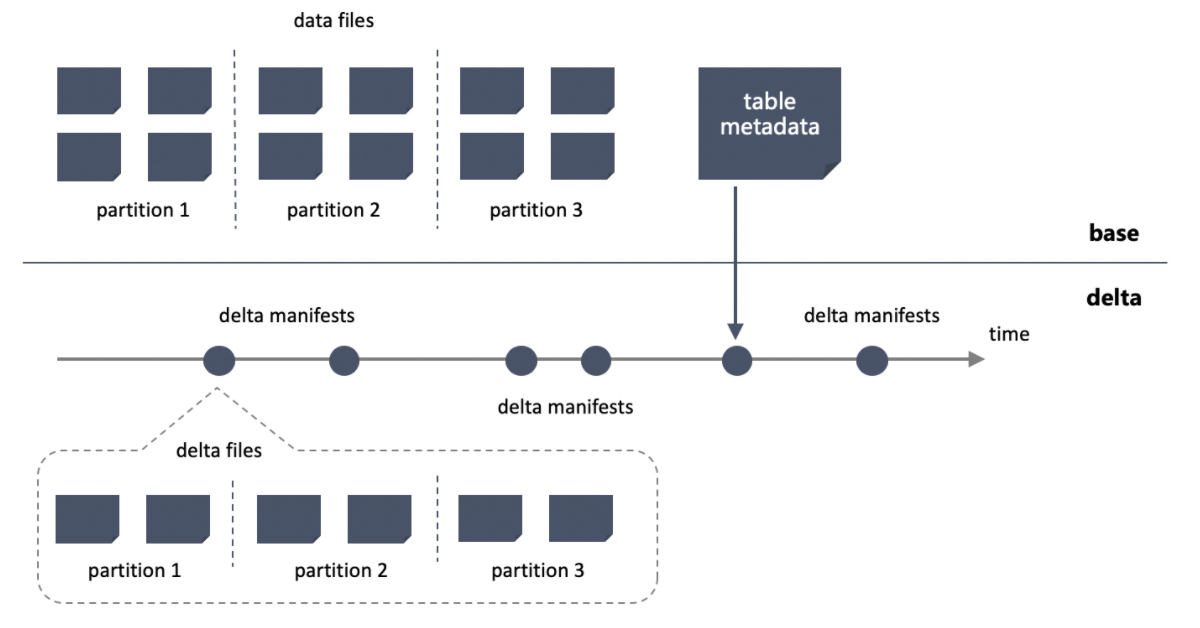 data files
table
metadata
partition 1
partition 2
partition 3
base
delta
delta manifests
delta manifests
time
delta manifests
delta files
partition 1
partition 2
partition 3